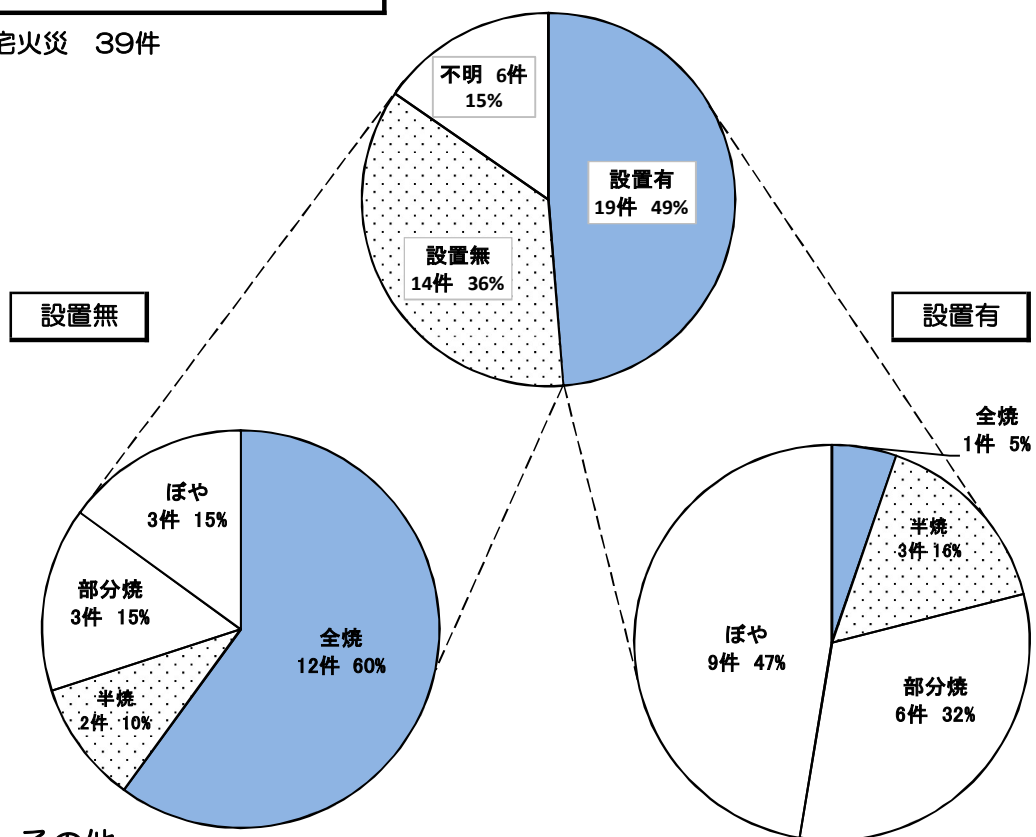 宅火災 39件
不明 6件
15%
設置有
19件 49%
設置無
14件 36%
設置無
設置有
全焼
1件 5%
ぼや
3件 15%
部分焼
3件 15%
半焼
2件 10%
全焼
12件 60%
半焼
3件 16%
ぼや
9件 47%
部分焼
6件 32%
その他